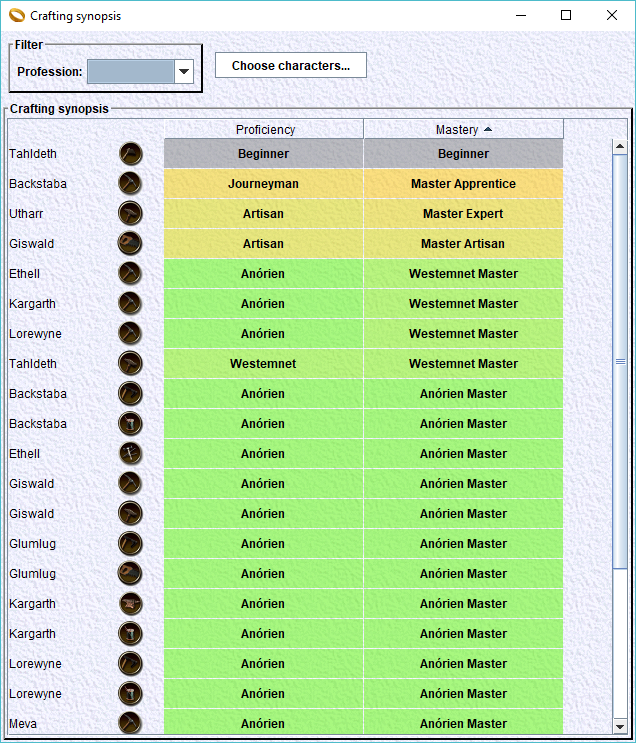 Crafting synopsis
Filter
Profession:
Choose characters...
Crafting synopsis
Proficiency Mastery
Tahldeth Beginner Beginner
Backstaba Journeyman Master Apprentice
Utharr Artisan Master Expert
Giswald Artisan Master Artisan
Ethell Anórien Westemnet Master
Kargarth Anórien Westemnet Master
Lorewyne Anórien Westemnet Master
Tahldeth Westemnet Westemnet Master
Backstaba Anórien Anórien Master
Backstaba Anórien Anórien Master
Ethell Anórien Anórien Master
Giswald Anórien Anórien Master
Giswald Anórien Anórien Master
Glumlug Anórien Anórien Master
Glumlug Anórien Anórien Master
Kargarth Anórien Anórien Master
Kargarth Anórien Anórien Master
Lorewyne Anórien Anórien Master
Lorewyne Anórien Anórien Master
Meva Anórien Anórien Master